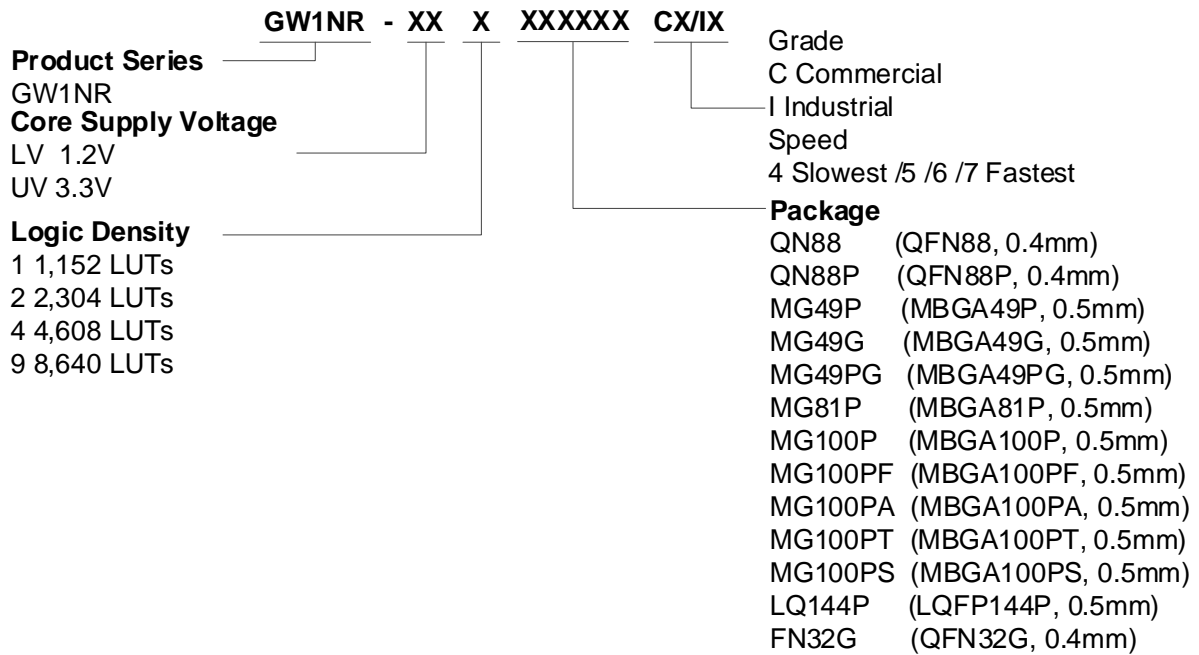 GW1NR - XX X XXXXXX CX/IX
Product Series
GW1NR
Core Supply Voltage
LV 1.2V
UV 3.3V
Logic Density
1 1,152 LUTs
2 2,304 LUTs
4 4,608 LUTs
9 8,640 LUTs
Grade
C Commercial
I Industrial
Speed
4 Slowest /5 /6 /7 Fastest
Package
QN88 (QFN88, 0.4mm)
QN88P (QFN88P, 0.4mm)
MG49P (MBGA49P, 0.5mm)
MG49G (MBGA49G, 0.5mm)
MG49PG (MBGA49PG, 0.5mm)
MG81P (MBGA81P, 0.5mm)
MG100P (MBGA100P, 0.5mm)
MG100PF (MBGA100PF, 0.5mm)
MG100PA (MBGA100PA, 0.5mm)
MG100PT (MBGA100PT, 0.5mm)
MG100PS (MBGA100PS, 0.5mm)
LQ144P (LQFP144P, 0.5mm)
FN32G (QFN32G, 0.4mm)